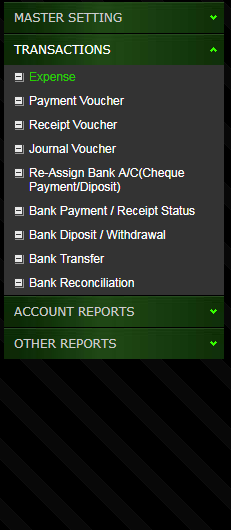 MASTER SETTING
TRANSACTIONS
Expense
Payment Voucher
Receipt Voucher
Journal Voucher
Re-Assign Bank A/C(Cheque
Payment/Diposit)
Bank Payment / Receipt Status
Bank Diposit / Withdrawal
Bank Transfer
Bank Reconciliation
ACCOUNT REPORTS
OTHER REPORTS